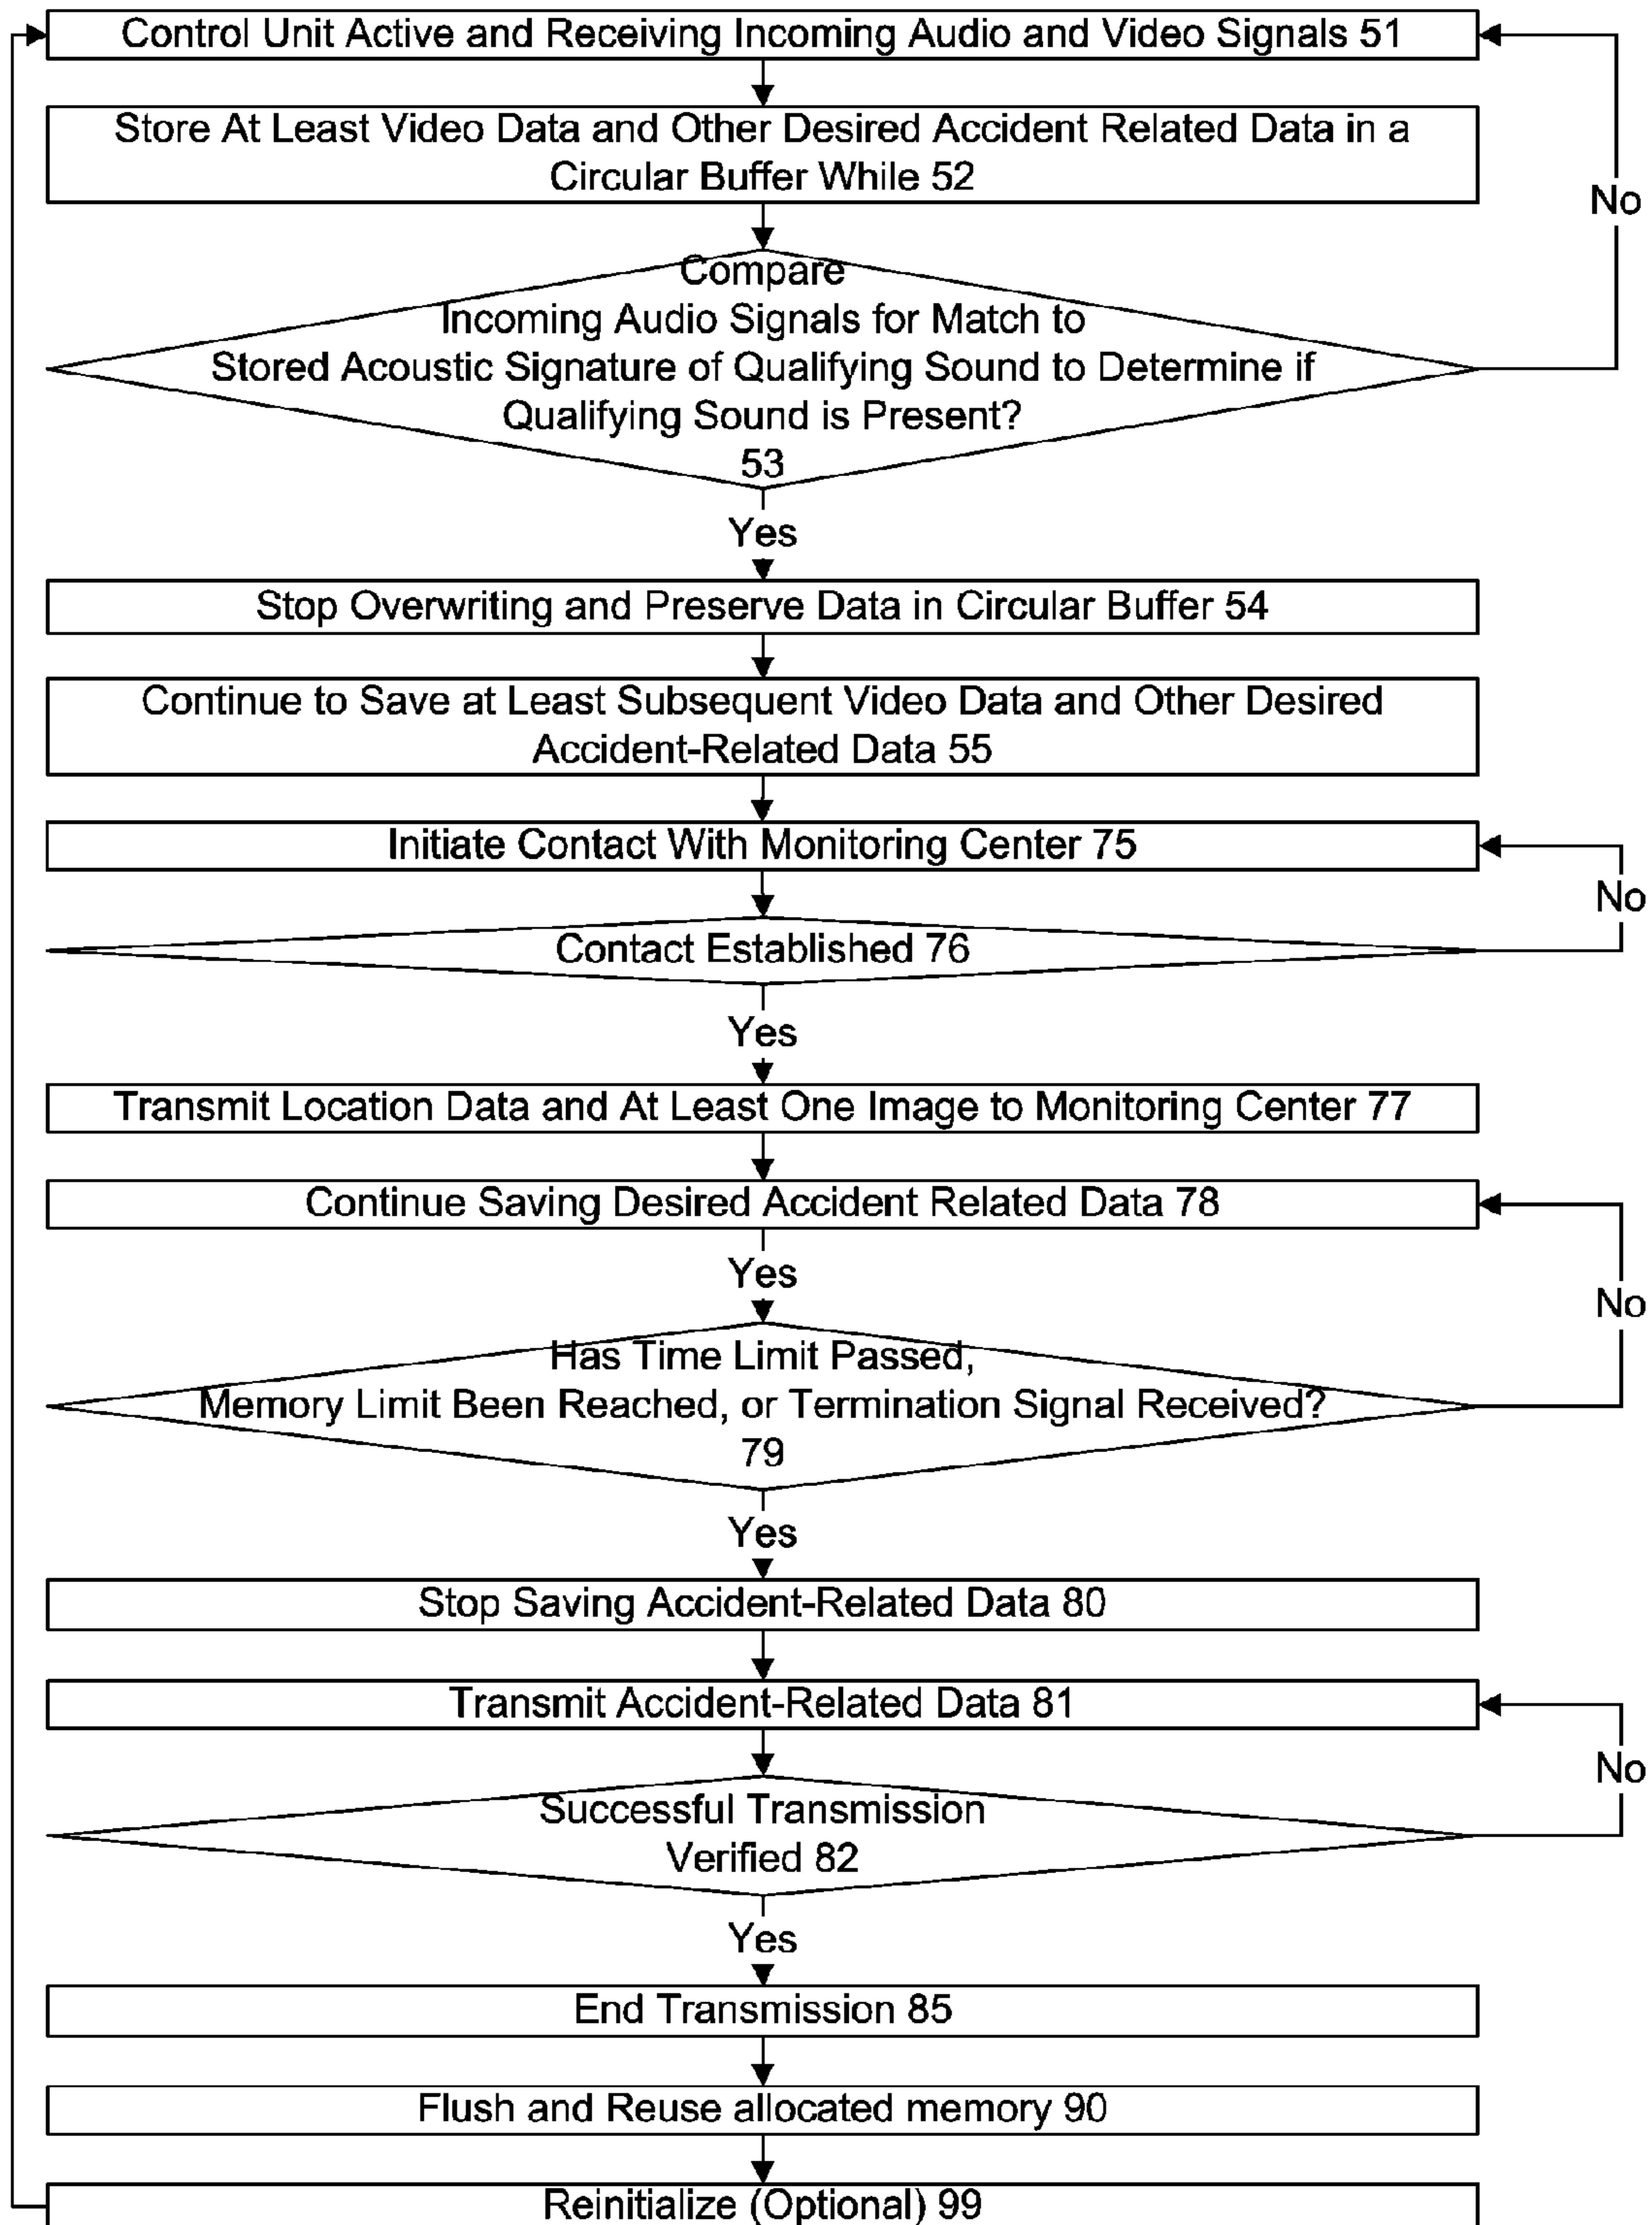 Control Unit Active and Receiving Incoming Audio and Video Signals 51
Store At Least Video Data and Other Desired Accident Related Data in a
Circular Buffer While 52
No
Compare
Incoming Audio Signals for Match to
Stored Acoustic Signature of Qualifying Sound to Determine if
Qualifying Sound is Present?
53
Yes
Stop Overwriting and Preserve Data in Circular Buffer 54
Continue to Save at Least Subsequent Video Data and Other Desired
Accident-Related Data 55
Initiate Contact With Monitoring Center 75
No
Contact Established 76
Yes
Transmit Location Data and At Least One Image to Monitoring Center 77
Continue Saving Desired Accident Related Data 78
Yes
No
Has Time Limit Passed,
Memory Limit Been Reached, or Termination Signal Received?
79
Yes
Stop Saving Accident-Related Data 80
Transmit Accident-Related Data 81
No
Successful Transmission
Verified 82
Yes
End Transmission 85
Flush and Reuse allocated memory 90
Reinitialize (Optional) 99